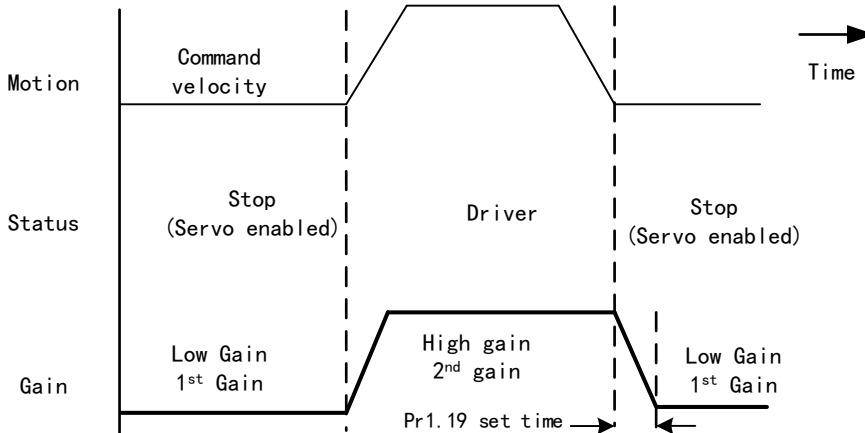 Motion
Command
velocity
Time
Status
Stop
(Servo enabled)
Driver
Stop
(Servo enabled)
Gain
Low Gain
1st Gain
High gain
2nd gain
Low Gain
1st Gain
Pr1.19 set time